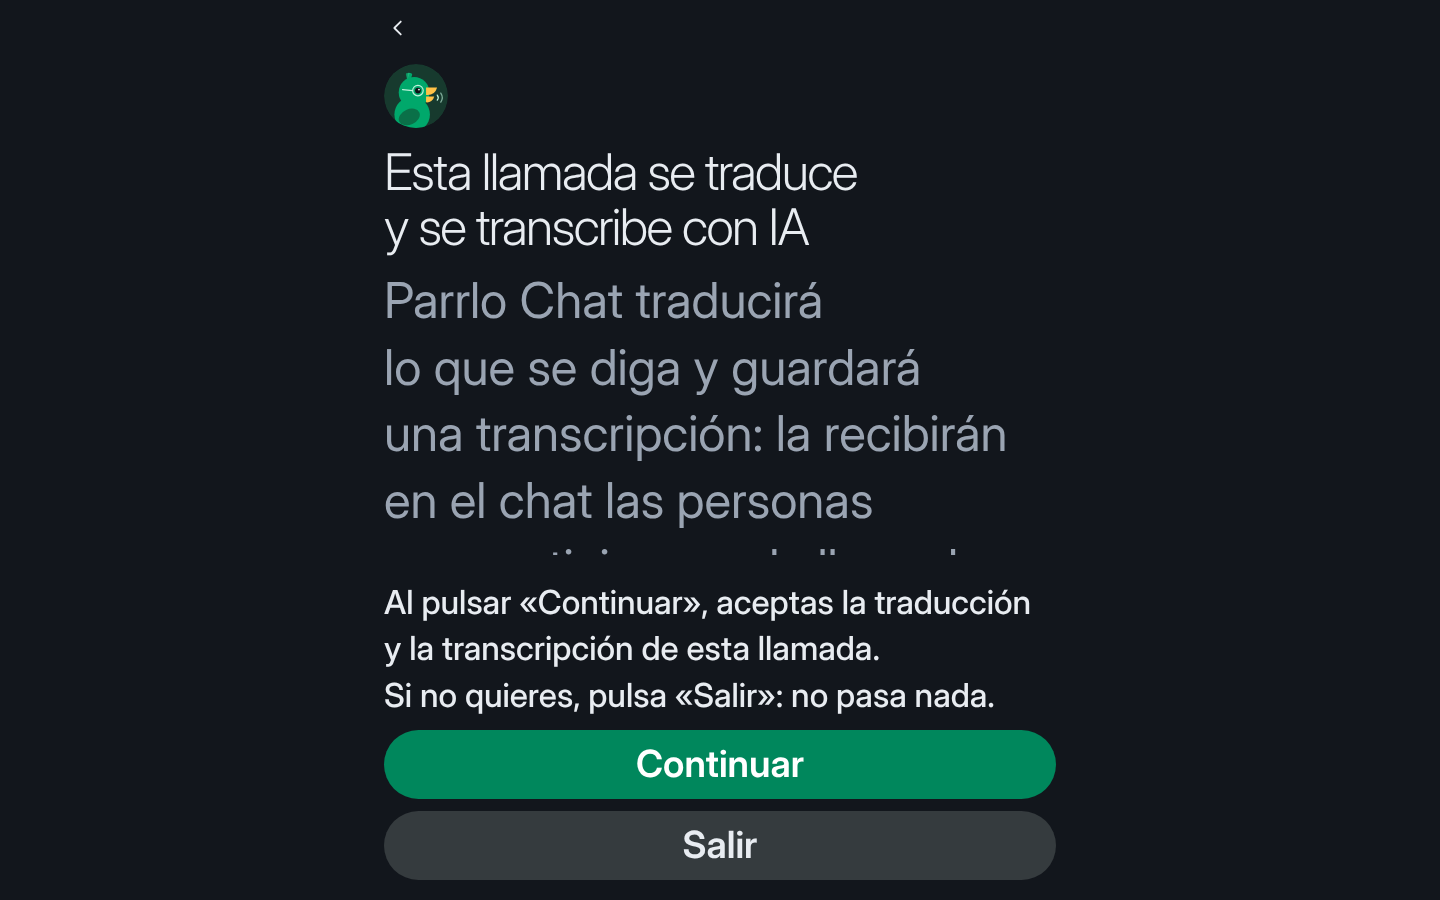 Esta llamada se traduce
y se transcribe con IA
Parrlo Chat traducirá
lo que se diga y guardará
una transcripción: la recibirán
en el chat las personas
Al pulsar «Continuar», aceptas la traducción
y la transcripción de esta llamada.
Si no quieres, pulsa «Salir»: no pasa nada.
Continuar
Salir